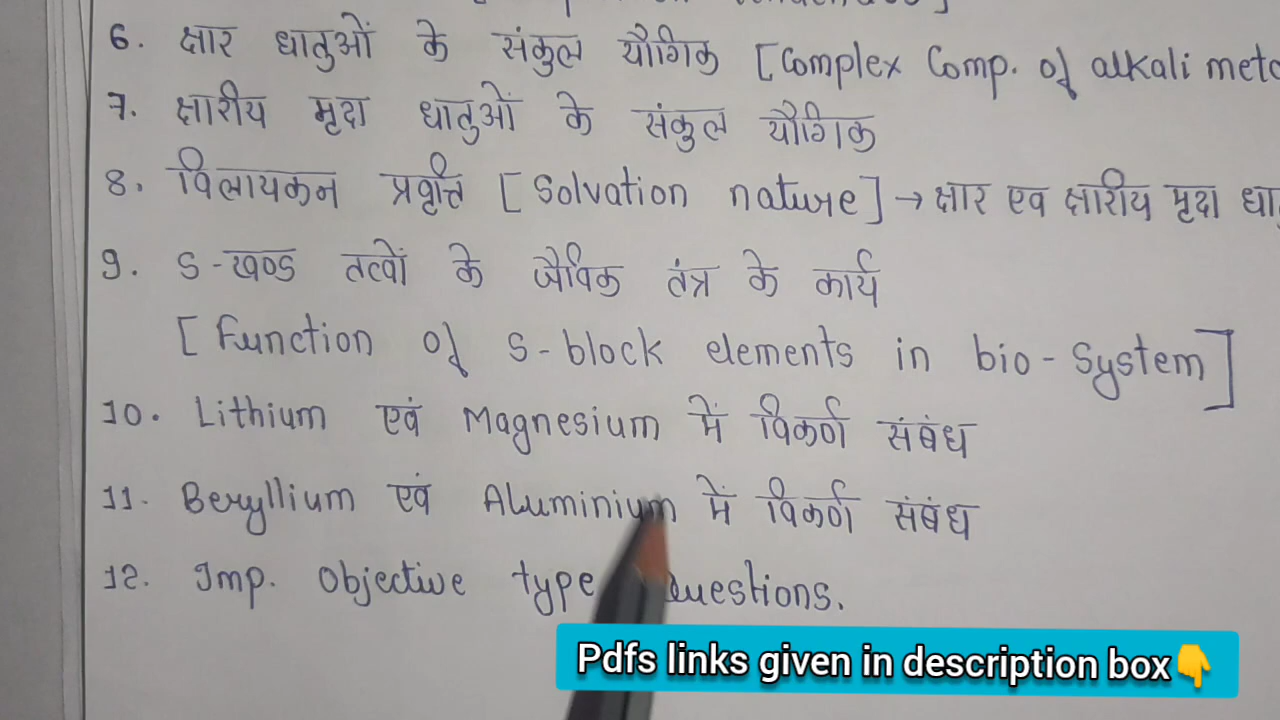 6. क्षार धातुओं के संकुल यौगिक [Complex Comp. of alkali
7. क्षारीय मृदा धातुओं के संकुल यौगिक
8. विलायकन प्रवृत्ति [Solvation nature] → क्षार एव क्षारीय मृदा
9. S-खण्ड तत्वों के जैविक तंत्र के कार्य
[Function of S-block elements in bio-System]
10. Lithium एवं Magnesium में विकर्ण संबंध
11. Beryllium एवं Aluminium में विकर्ण संबंध
12. Imp. Objective type Questions.
Pdfs links given in description box👇